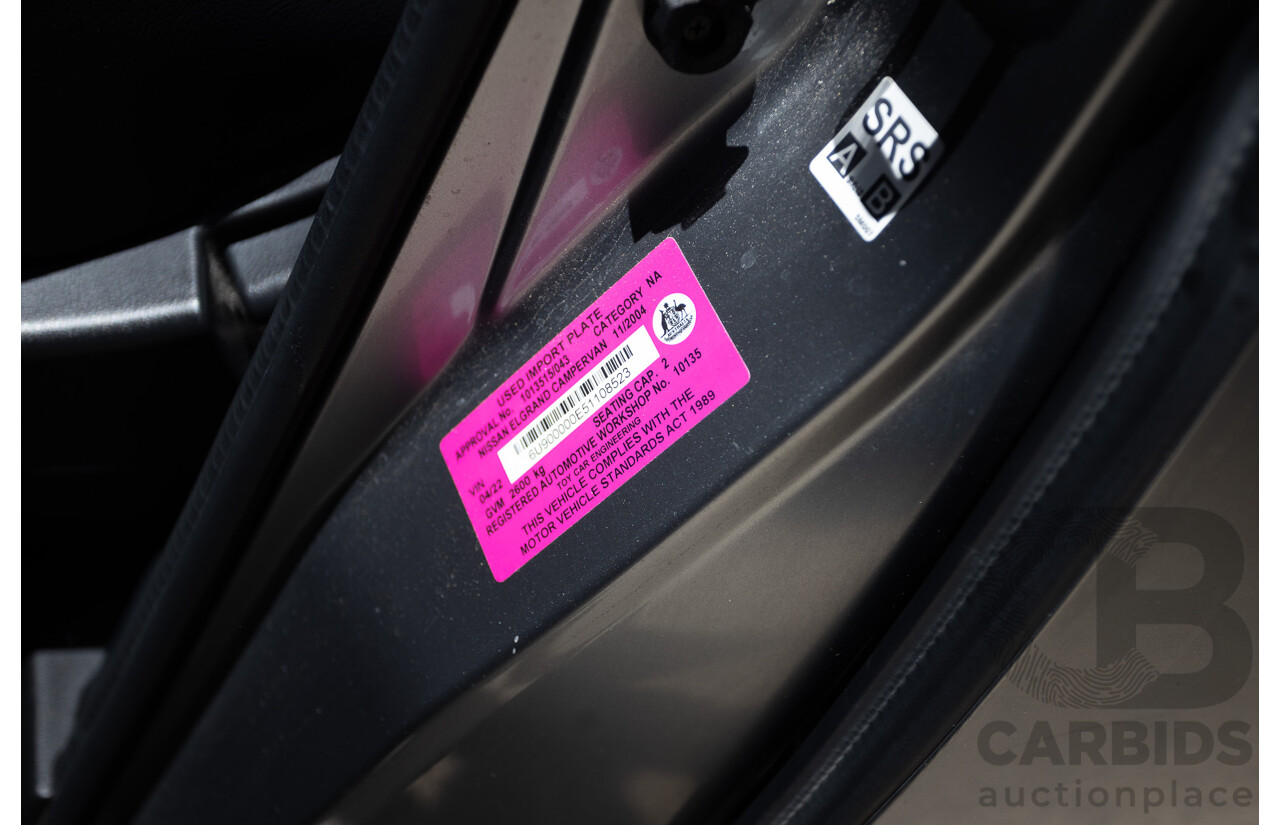 SRS
A
B
USED IMPORT PLATE
APPROVAL No. 1013515/043 CATEGORY NA
NISSAN ELGRAND CAMPERVAN 11/2004
VIN
6U900000E51108523
04/22 SEATING CAP. 2
GVM 2600 kg
REGISTERED AUTOMOTIVE WORKSHOP No. 10135
TOY CAR ENGINEERING
THIS VEHICLE COMPLIES WITH THE
MOTOR VEHICLE STANDARDS ACT 1989
CB
CARBIDS
auctionplace